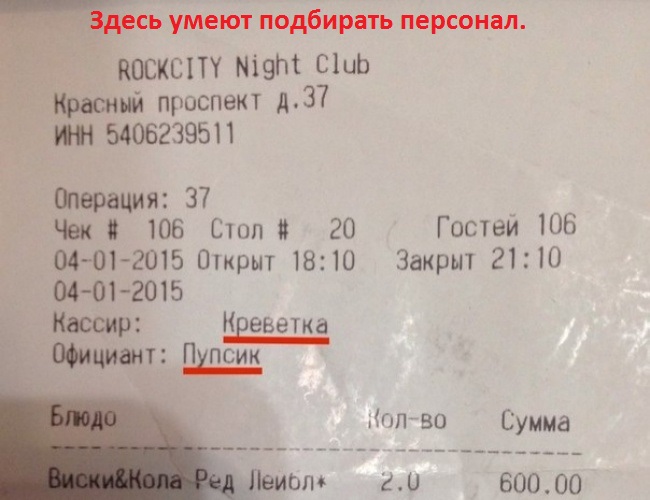 Здесь умеют подбирать персонал.
ROCKCITY Night Club
Красный проспект д.37
ИНН 5406239511
Операция: 37
Чек # 106 Стол # 20 Гостей 106
04-01-2015 Открыт 18:10 Закрыт 21:10
04-01-2015
Кассир: Креветка
Официант: Пупсик
Блюдо Кол-во Сумма
Виски&Кола Ред Лейбл* 2.0 600.00